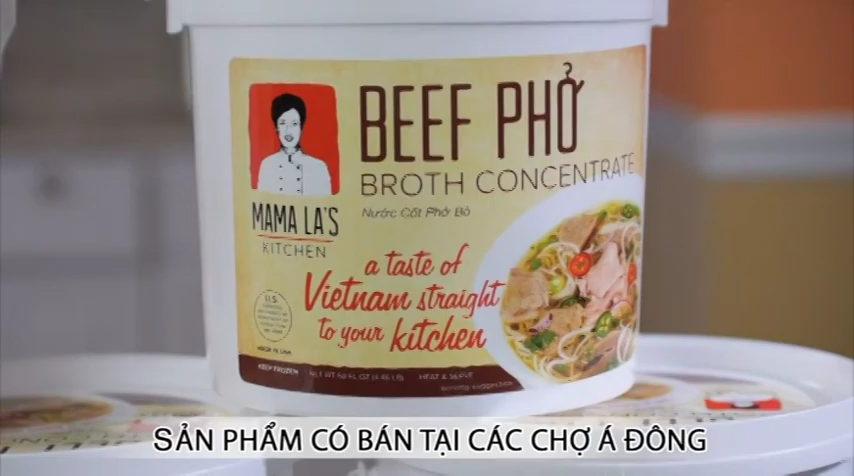 BEEF PHỞ
BROTH CONCENTRATE
Nước Cốt Phở Bò
MAMA LA'S
KITCHEN
a taste of
Vietnam straight
to your kitchen
U.S.
MADE IN USA
KEEP FROZEN
HEAT & SERVE
SẢN PHẨM CÓ BÁN TẠI CÁC CHỢ Á ĐÔNG